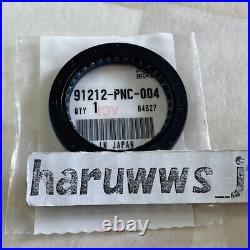 91212-PNC-004
QTY 1 84627
IN JAPAN
haruwws_j